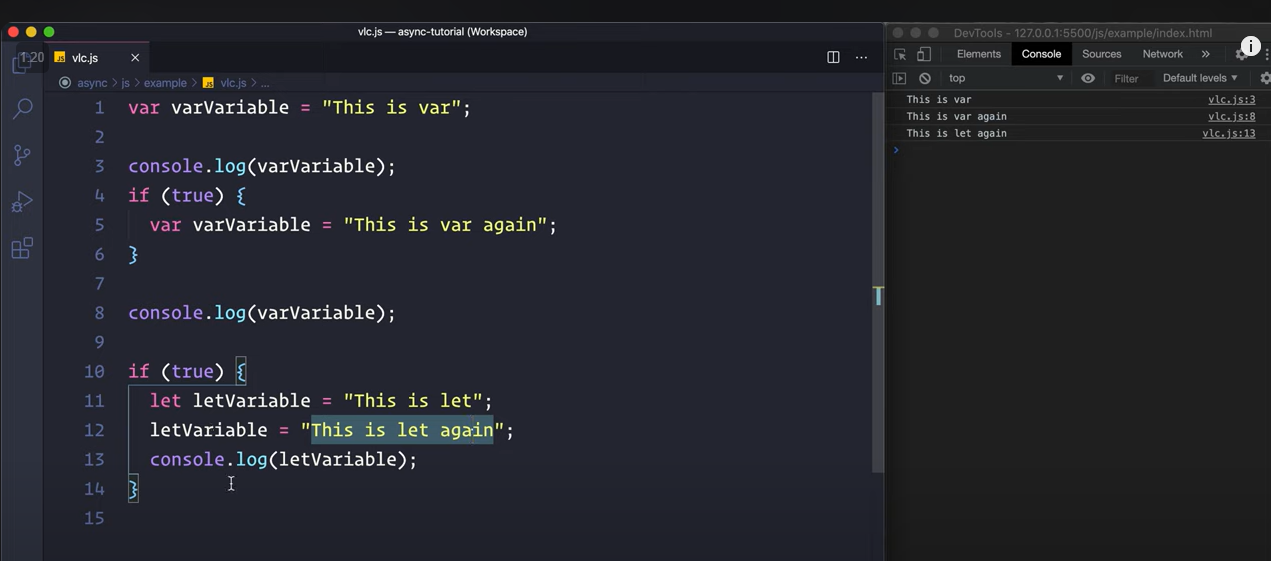 vlc.js — async-tutorial (Workspace)
1:20
vlc.js
async > js > example > vlc.js > ...
1 var varVariable = "This is var";
2
3 console.log(varVariable);
4 if (true) {
5 var varVariable = "This is var again";
6 }
7
8 console.log(varVariable);
9
10 if (true) {
11 let letVariable = "This is let";
12 letVariable = "This is let again";
13 console.log(letVariable);
14 }
15
DevTools - 127.0.0.1:5500/js/example/index.html
Elements Console Sources Network »
top Filter Default levels
This is var vlc.js:3
This is var again vlc.js:8
This is let again vlc.js:13
>